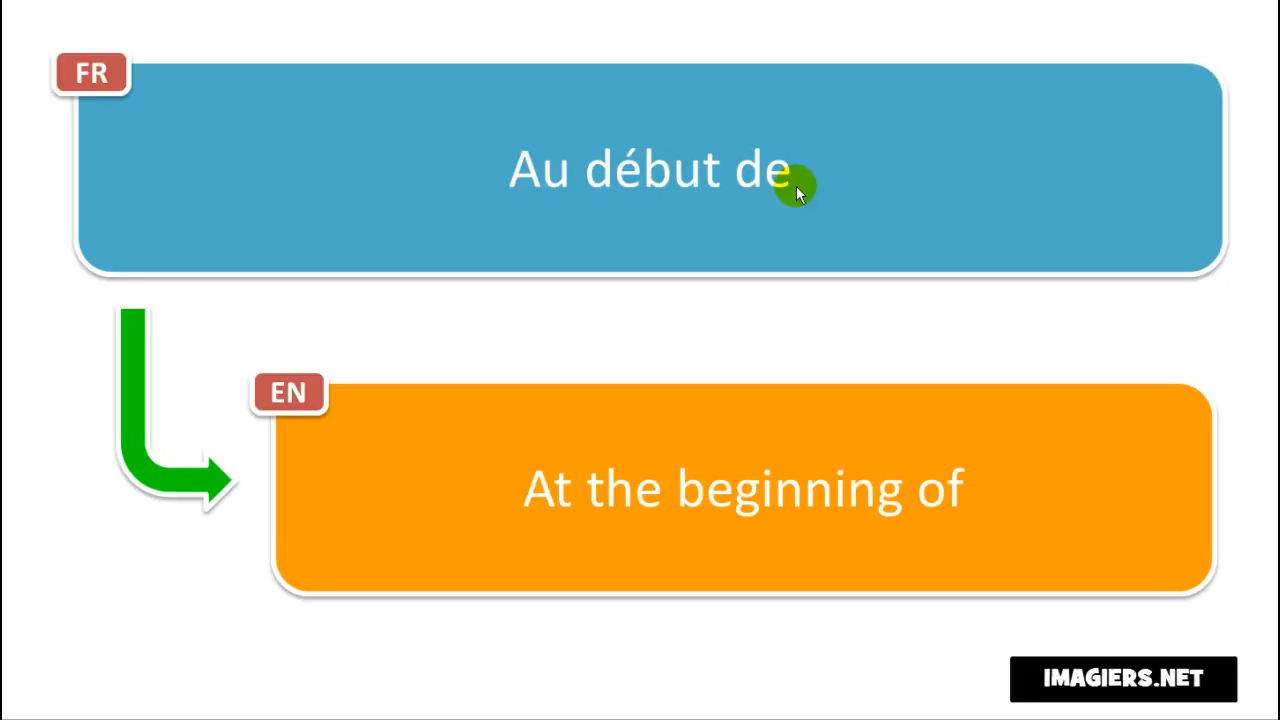 FR
Au début de
EN
At the beginning of
IMAGIERS.NET